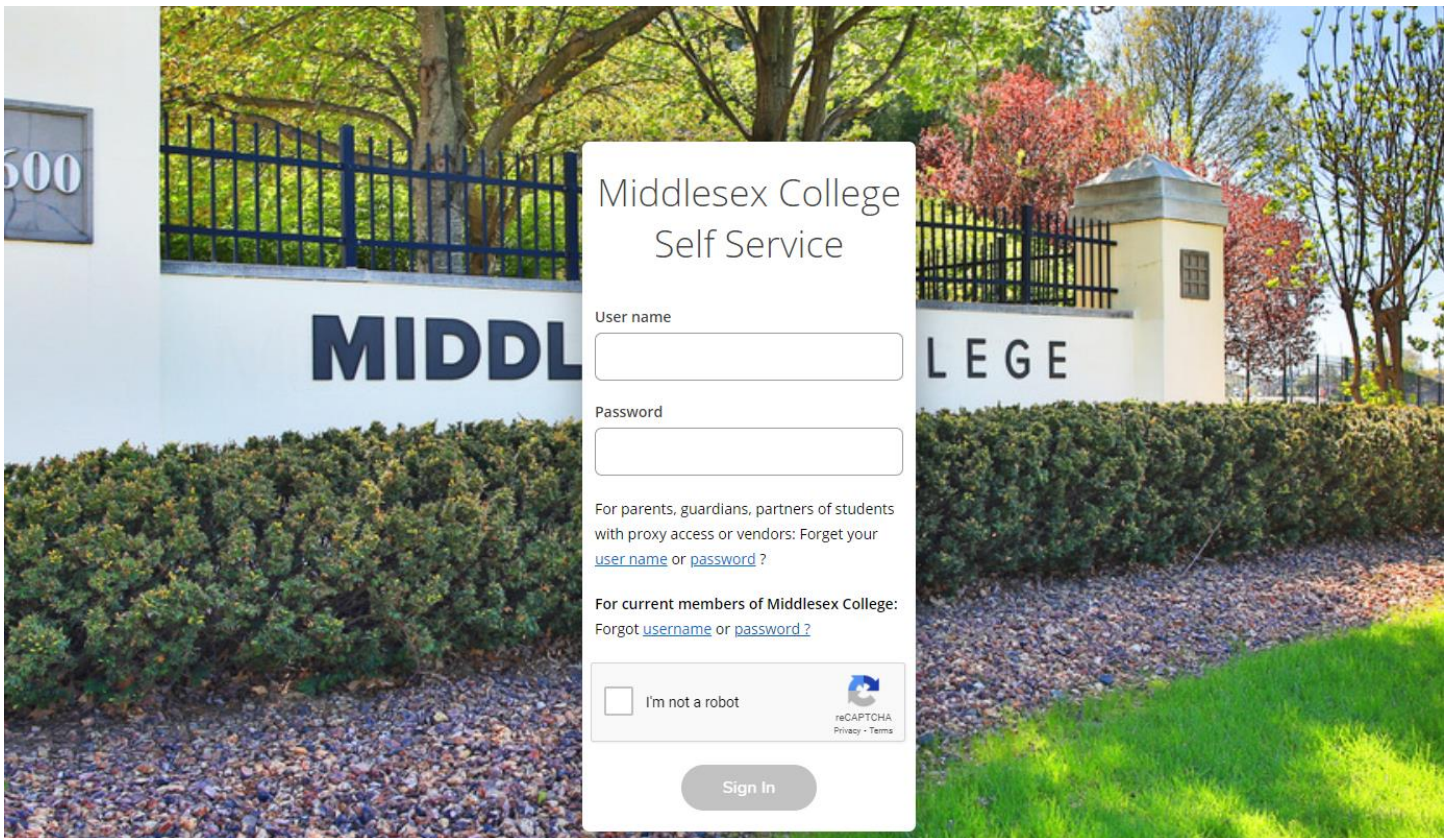 600
MIDDL
LEGE
Middlesex College
Self Service
User name
Password
For parents, guardians, partners of students
with proxy access or vendors: Forget your
user name or password ?
For current members of Middlesex College:
Forgot username or password ?
I'm not a robot
reCAPTCHA
Privacy - Terms
Sign In